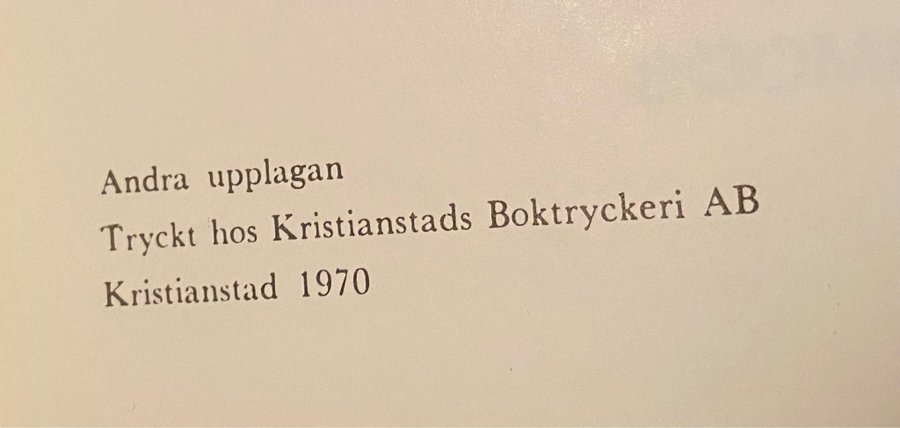 Andra upplagan
Tryckt hos Kristianstads Boktryckeri AB
Kristianstad 1970